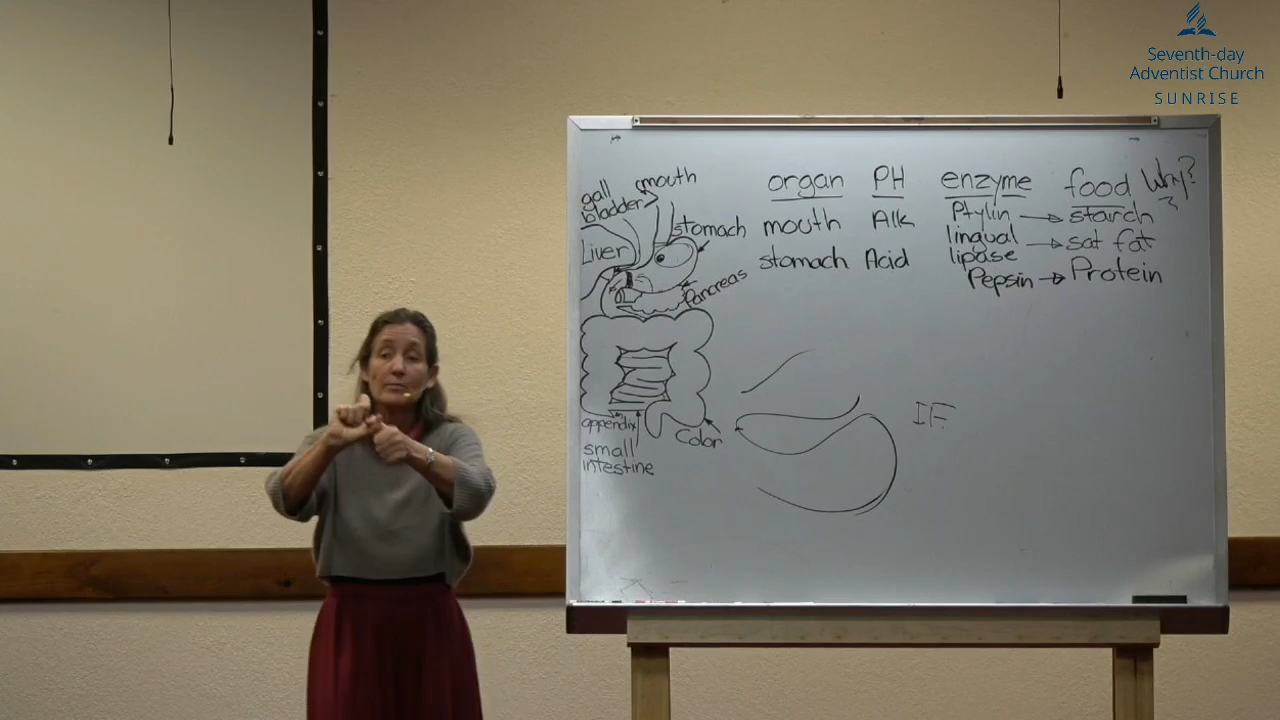 Seventh-day
Adventist Church
SUNRISE
organ PH enzyme food Why?
mouth Alk Ptylin → starch
lingual lipase → sat fat
stomach Acid Pepsin → Protein
gall bladder
mouth
stomach
Liver
Pancreas
appendix
Colon
small
intestine
IF